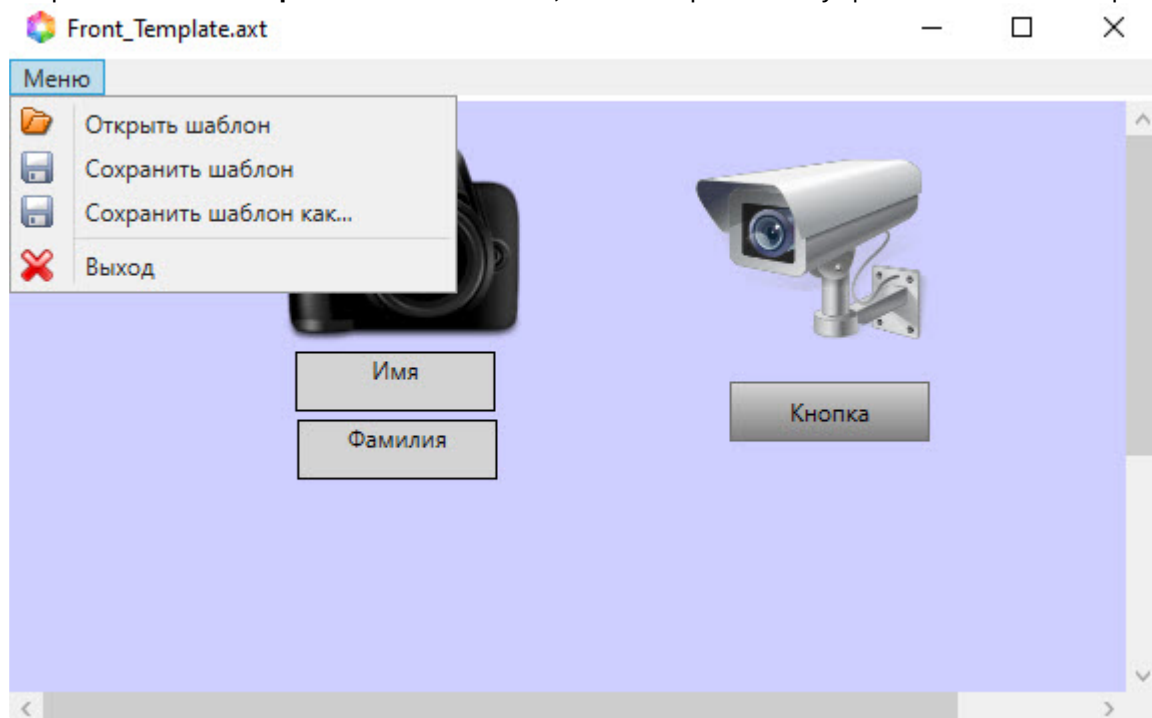 Front_Template.axt
Меню
Открыть шаблон
Сохранить шаблон
Сохранить шаблон как...
Выход
Имя
Фамилия
Кнопка